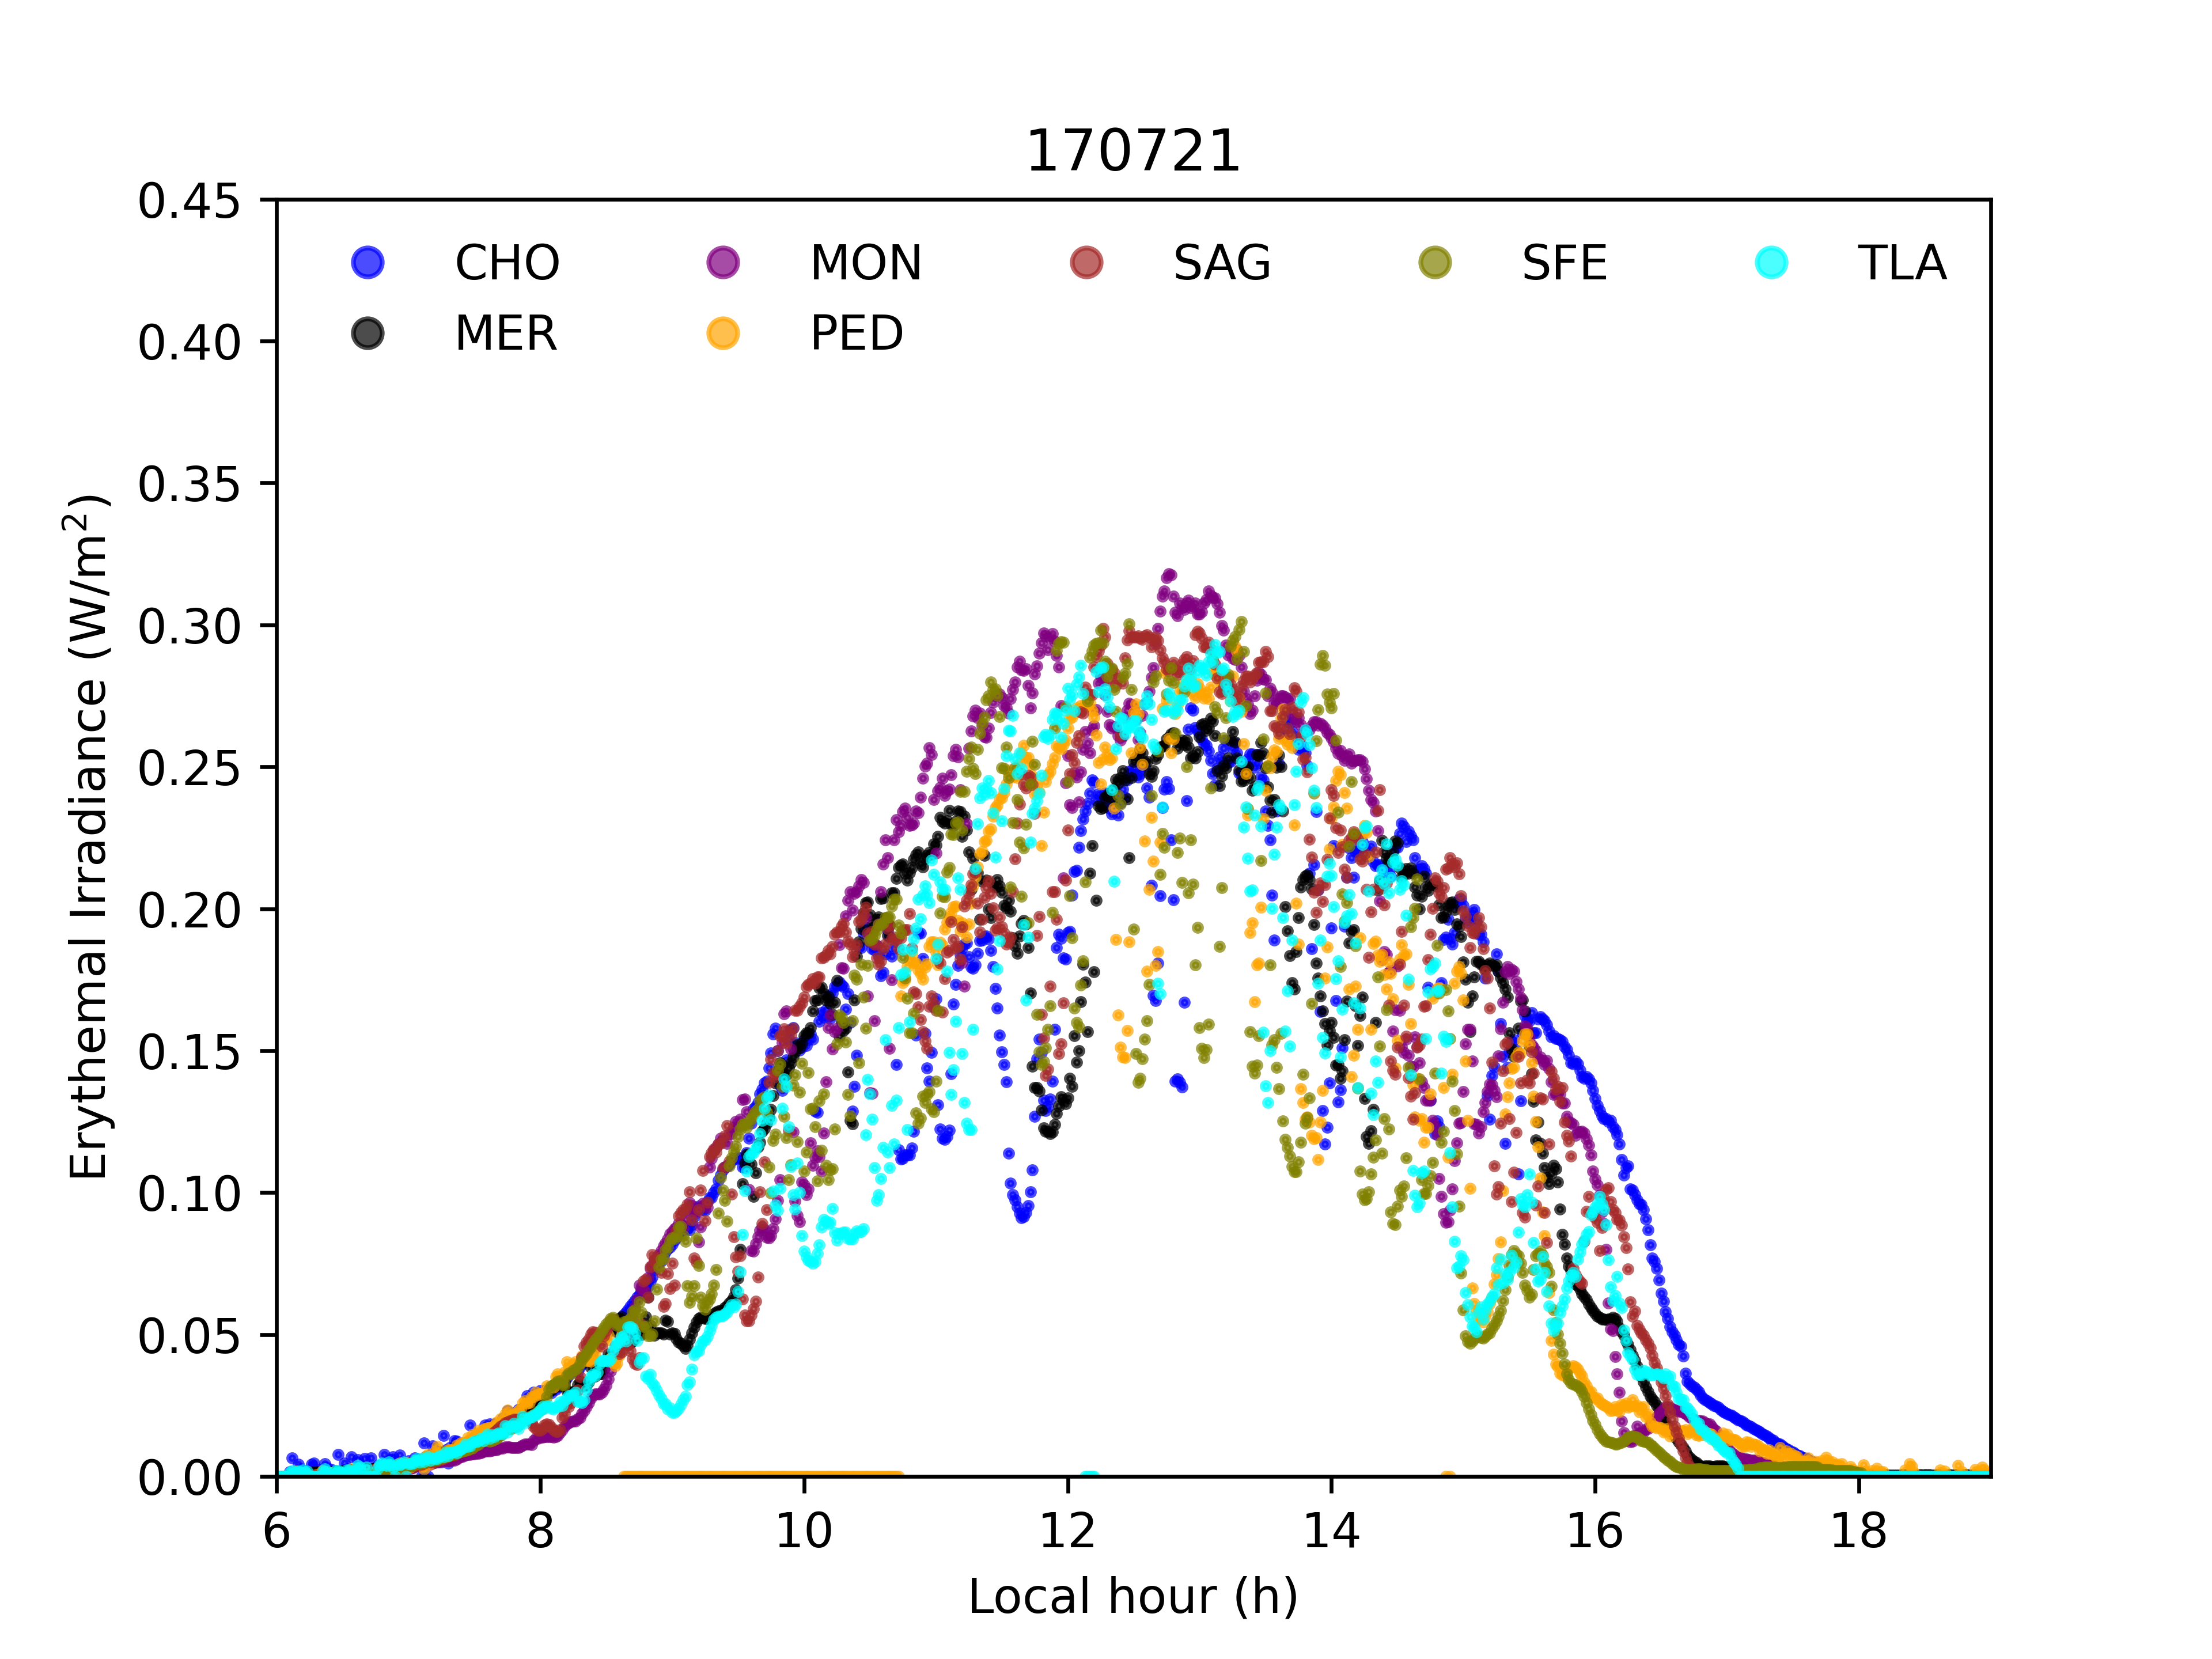 170721
Erythemal Irradiance (W/m²)
0.45
0.40
0.35
0.30
0.25
0.20
0.15
0.10
0.05
0.00
CHO MON SAG SFE TLA
MER PED
6 8 10 12 14 16 18
Local hour (h)